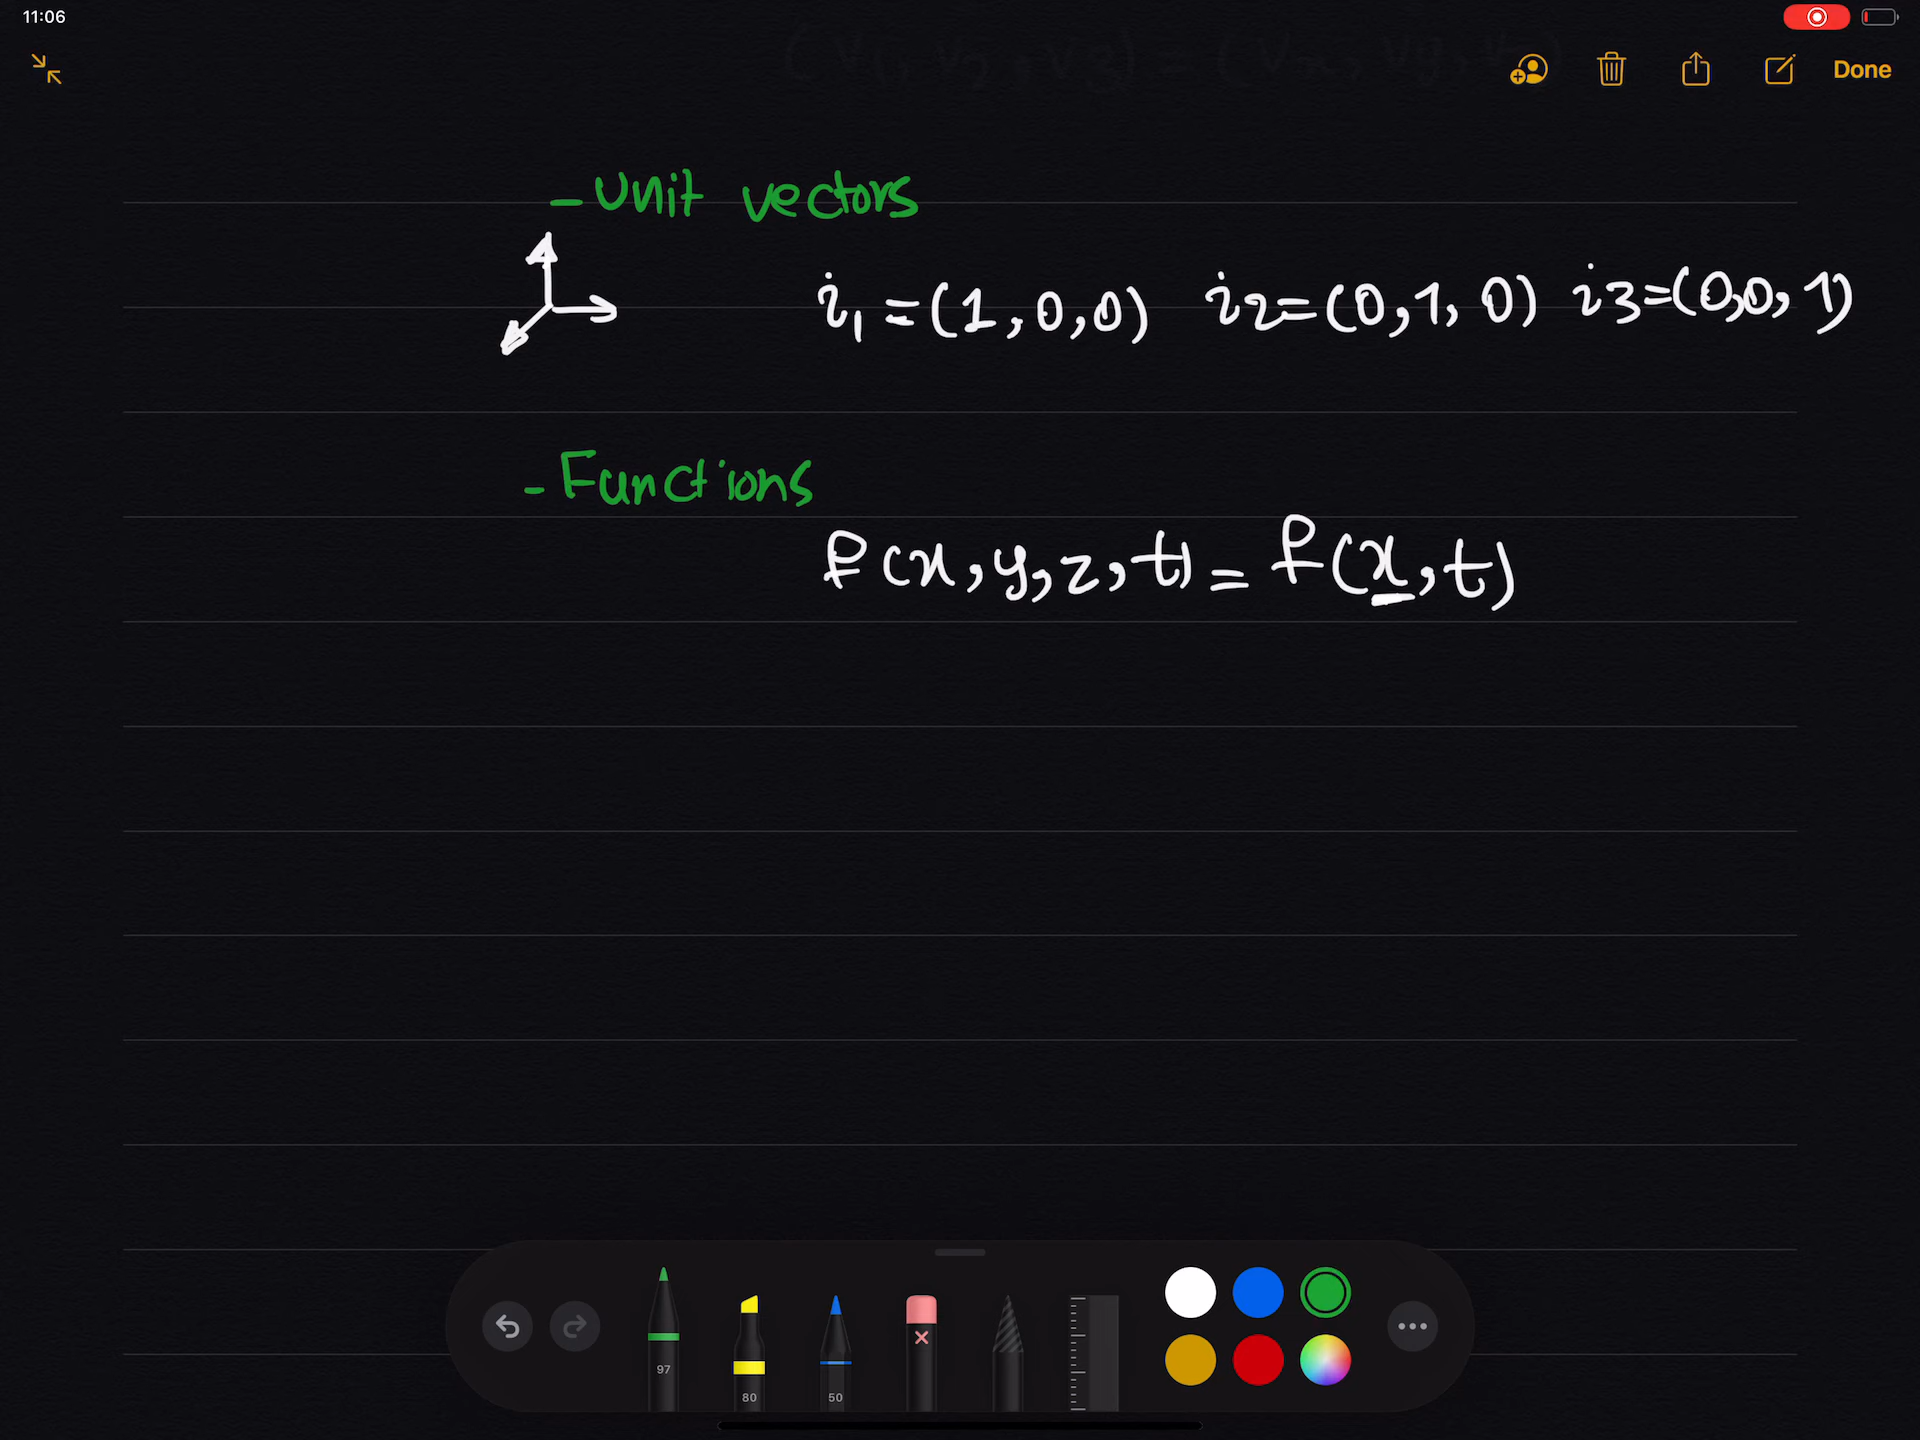 11:06
Done
- Unit vectors
i₁ = (1, 0, 0) i2 = (0, 1, 0) i3 = (0, 0, 1)
- Functions
f(x, y, z, t) = f(x, t)
97
80
50